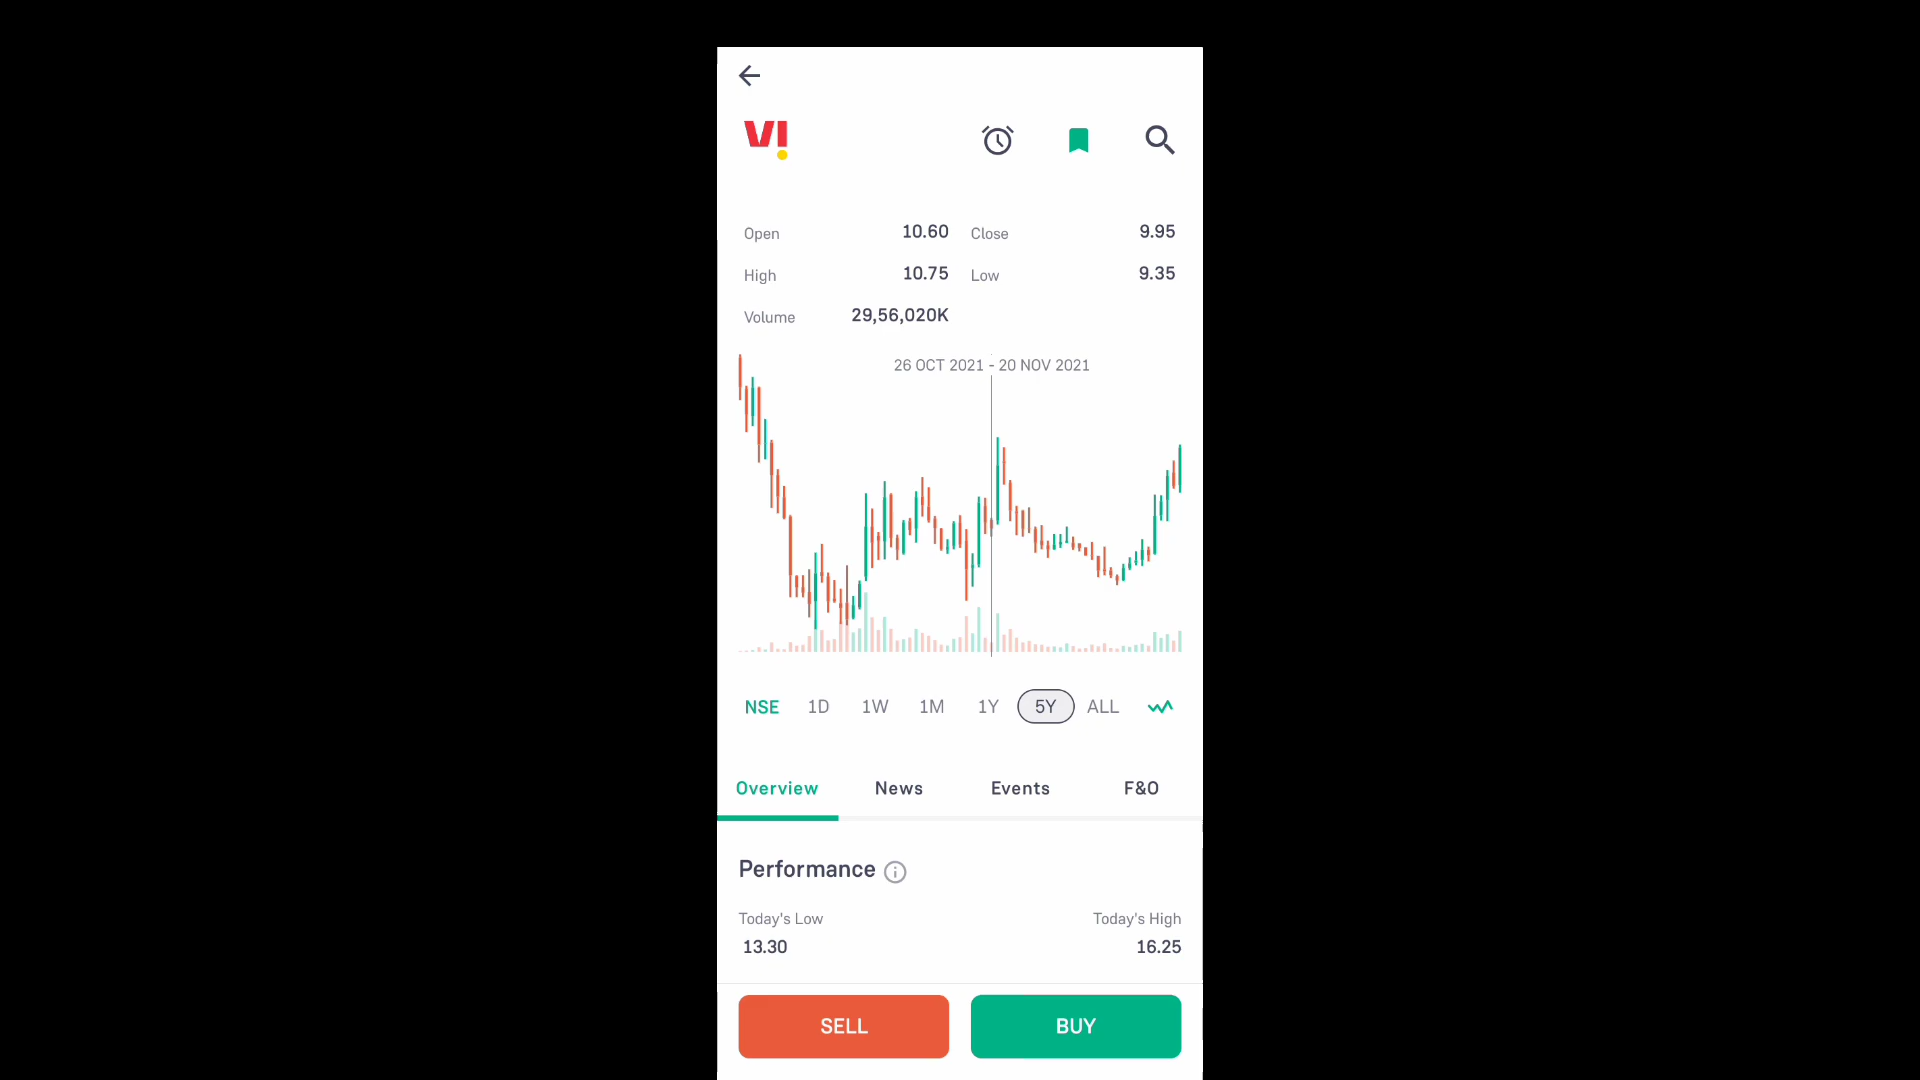 VI
Open 10.60 Close 9.95
High 10.75 Low 9.35
Volume 29,56,020K
26 OCT 2021 - 20 NOV 2021
NSE 1D 1W 1M 1Y 5Y ALL
Overview News Events F&O
Performance
Today's Low Today's High
13.30 16.25
SELL BUY